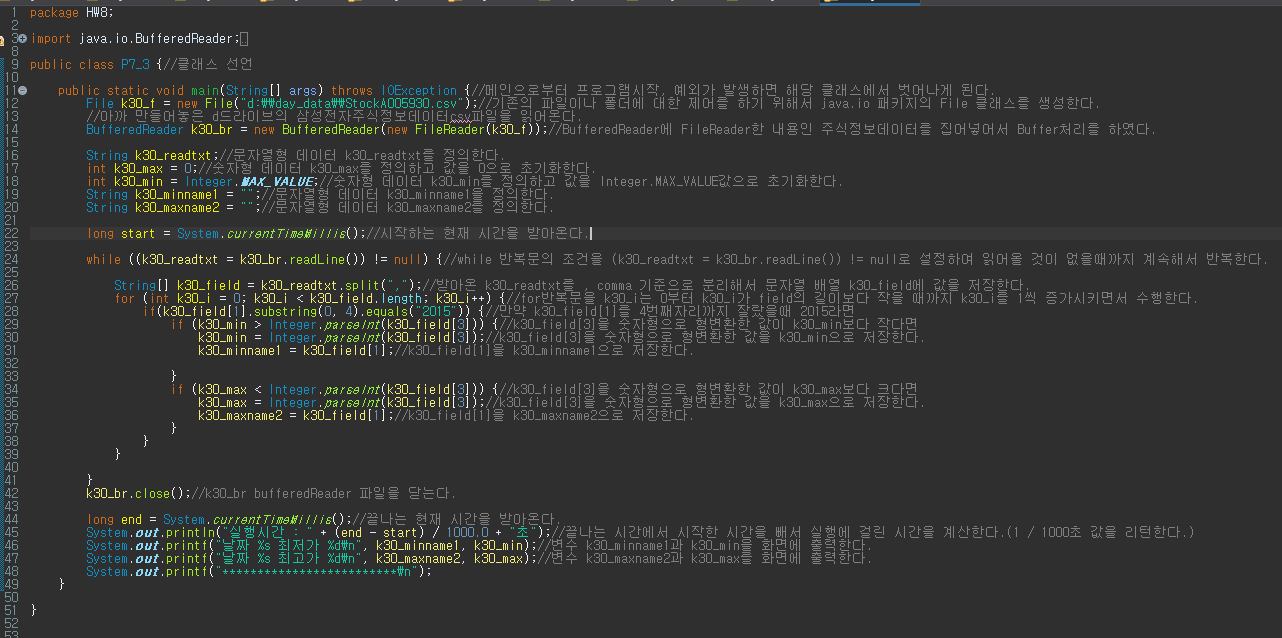 1 package HW8;
2
3 import java.io.BufferedReader;
8
9 public class P7_3 {//클래스 선언
10
11 public static void main(String[] args) throws IOException {//메인으로부터 프로그램시작, 예외가 발생하면 해당 클래스에서 벗어나게 된다.
12 File k30_f = new File("d:\\day_data\\StockA005930.csv");//기존의 파일이나 폴더에 대한 제어를 하기 위해서 java.io 패키지의 File 클래스를 생성한다.
13 //아까 만들어놓은 d드라이브의 삼성전자주식정보데이터csv파일을 읽어온다.
14 BufferedReader k30_br = new BufferedReader(new FileReader(k30_f));//BufferedReader에 FileReader한 내용인 주식정보데이터를 집어넣어서 Buffer처리를 하였다.
15
16 String k30_readtxt;//문자열형 데이터 k30_readtxt를 정의한다.
17 int k30_max = 0;//숫자형 데이터 k30_max를 정의하고 값을 0으로 초기화한다.
18 int k30_min = Integer.MAX_VALUE;//숫자형 데이터 k30_min를 정의하고 값을 Integer.MAX_VALUE값으로 초기화한다.
19 String k30_minname1 = "";//문자열형 데이터 k30_minname1을 정의한다.
20 String k30_maxname2 = "";//문자열형 데이터 k30_maxname2를 정의한다.
21
22 long start = System.currentTimeMillis();//시작하는 현재 시간을 받아온다.
23
24 while ((k30_readtxt = k30_br.readLine()) != null) {//while 반복문의 조건을 (k30_readtxt = k30_br.readLine()) != null로 설정하여 읽어올 것이 없을때까지 계속해서 반복한다.
25
26 String[] k30_field = k30_readtxt.split(",");//받아온 k30_readtxt를 , comma 기준으로 분리해서 문자열 배열 k30_field에 값을 저장한다.
27 for (int k30_i = 0; k30_i < k30_field.length; k30_i++) {//for반복문을 k30_i는 0부터 k30_i가 field의 길이보다 작을 때까지 k30_i를 1씩 증가시키면서 수행한다.
28 if(k30_field[1].substring(0, 4).equals("2015")) {//만약 k30_field[1]을 4번째자리까지 잘랐을때 2015라면
29 if (k30_min > Integer.parseInt(k30_field[3])) {//k30_field[3]을 숫자형으로 형변환한 값이 k30_min보다 작다면
30 k30_min = Integer.parseInt(k30_field[3]);//k30_field[3]을 숫자형으로 형변환한 값을 k30_min으로 저장한다.
31 k30_minname1 = k30_field[1];//k30_field[1]을 k30_minname1으로 저장한다.
32
33 }
34 if (k30_max < Integer.parseInt(k30_field[3])) {//k30_field[3]을 숫자형으로 형변환한 값이 k30_max보다 크다면
35 k30_max = Integer.parseInt(k30_field[3]);//k30_field[3]을 숫자형으로 형변환한 값을 k30_max으로 저장한다.
36 k30_maxname2 = k30_field[1];//k30_field[1]을 k30_maxname2으로 저장한다.
37 }
38 }
39 }
40
41 }
42 k30_br.close();//k30_br bufferedReader 파일을 닫는다.
43
44 long end = System.currentTimeMillis();//끝나는 현재 시간을 받아온다.
45 System.out.println("실행시간 : " + (end - start) / 1000.0 + "초");//끝나는 시간에서 시작한 시간을 빼서 실행에 걸린 시간을 계산한다.(1 / 1000초 값을 리턴한다.)
46 System.out.printf("날짜 %s 최저가 %d\n", k30_minname1, k30_min);//변수 k30_minname1과 k30_min을 화면에 출력한다.
47 System.out.printf("날짜 %s 최고가 %d\n", k30_maxname2, k30_max);//변수 k30_maxname2과 k30_max를 화면에 출력한다.
48 System.out.printf("*************************\n");
49 }
50
51 }
52
53